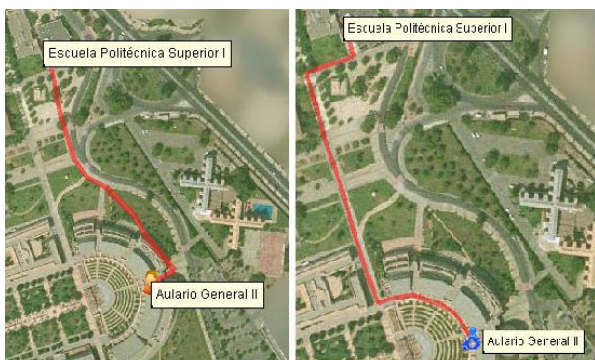 Escuela Politécnica Superior I
Aulario General II
Escuela Politécnica Superior I
Aulario General II